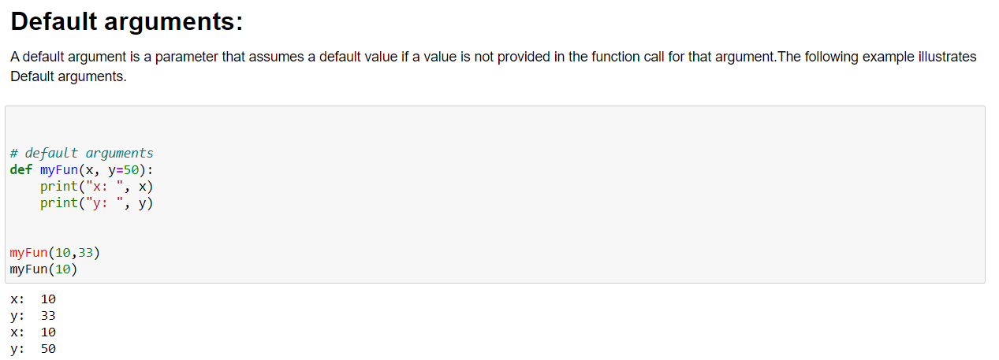 Default arguments:
A default argument is a parameter that assumes a default value if a value is not provided in the function call for that argument.The following example illustrates
Default arguments.
# default arguments
def myFun(x, y=50):
    print("x: ", x)
    print("y: ", y)
myFun(10,33)
myFun(10)
x:  10
y:  33
x:  10
y:  50